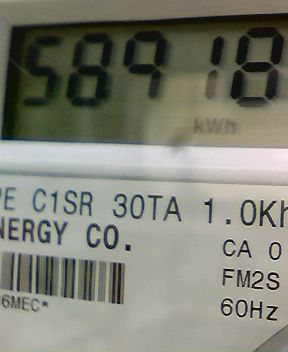 58918
kWh
PE C1SR 30TA 1.0Kh
NERGY CO.
CA 0
FM2S
6MEC*
60Hz